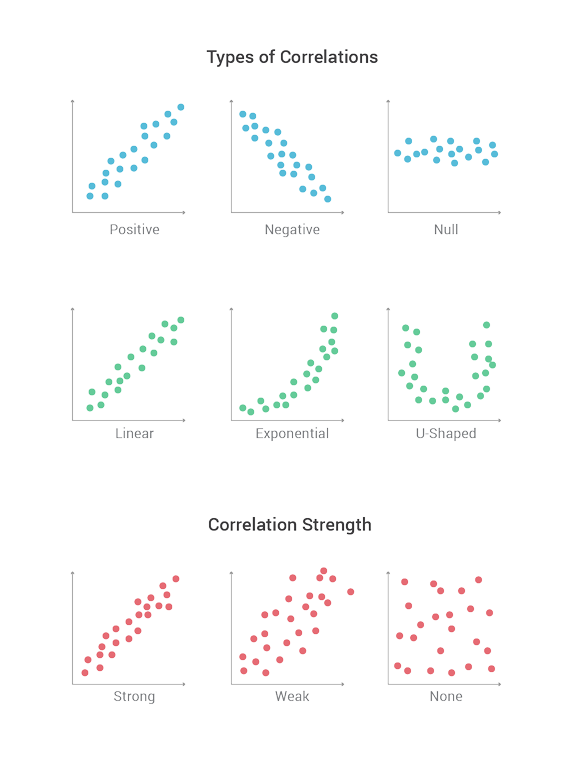 Types of Correlations
Positive
Negative
Null
Linear
Exponential
U-Shaped
Correlation Strength
Strong
Weak
None